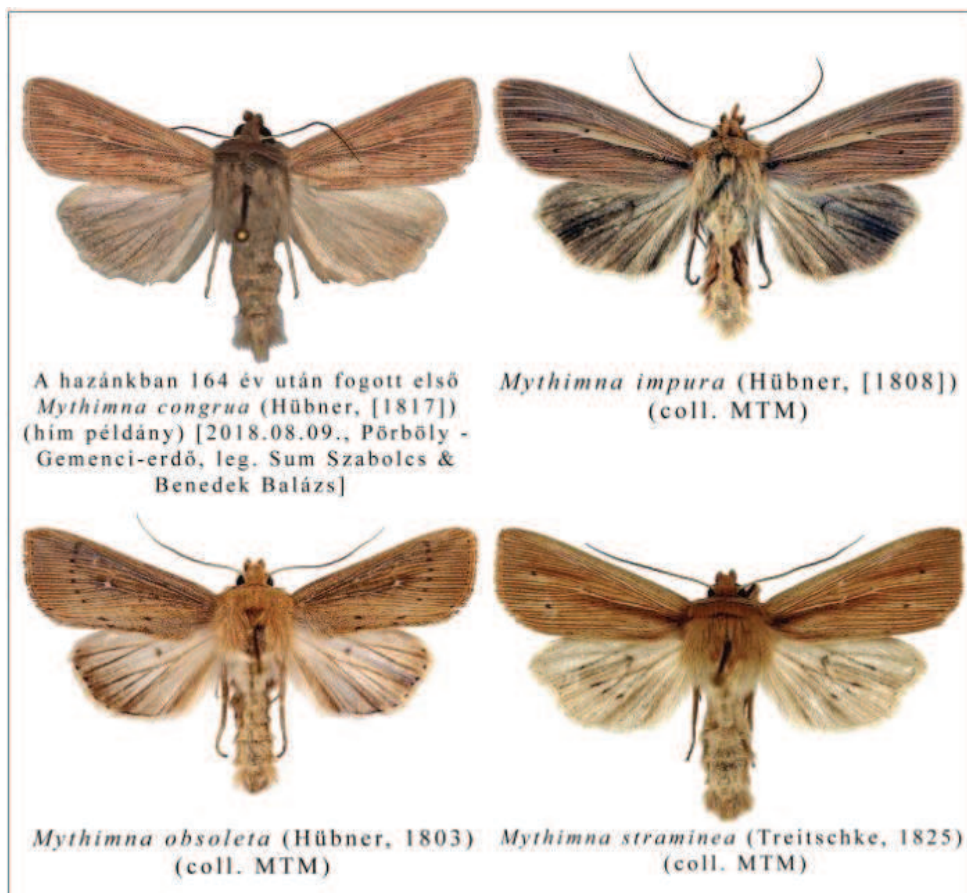 A hazánkban 164 év után fogott első
Mythimna congrua (Hübner, [1817])
(hím példány) [2018.08.09., Pörböly -
Gemenci-erdő, leg. Sum Szabolcs &
Benedek Balázs]
Mythimna impura (Hübner, [1808])
(coll. MTM)
Mythimna obsoleta (Hübner, 1803)
(coll. MTM)
Mythimna straminea (Treitschke, 1825)
(coll. MTM)